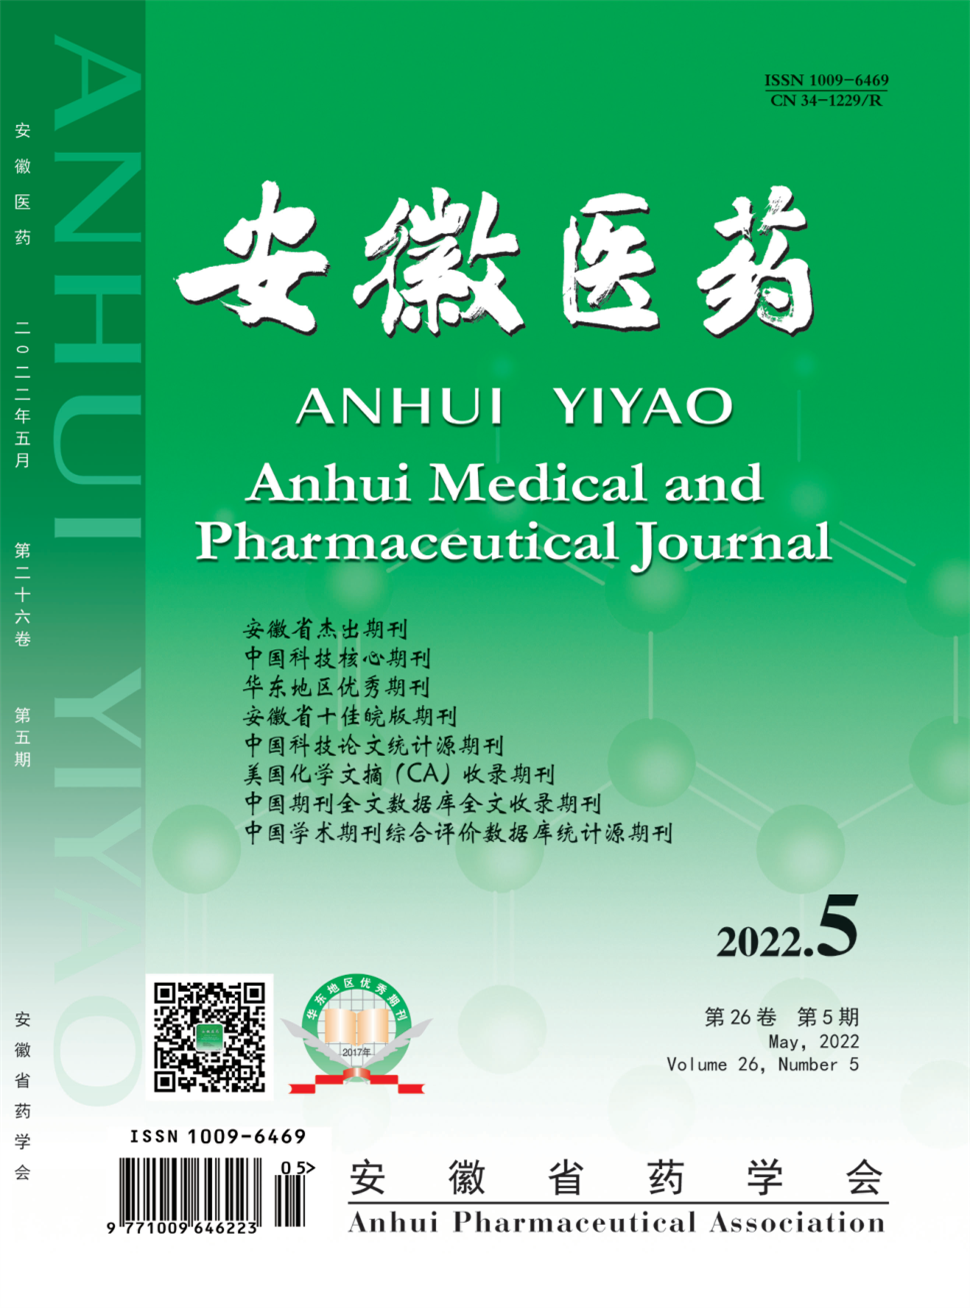 ISSN 1009-6469
CN 34-1229/R
安徽医药
ANHUI YIYAO
Anhui Medical and
Pharmaceutical Journal
安徽省杰出期刊
中国科技核心期刊
华东地区优秀期刊
安徽省十佳皖版期刊
中国科技论文统计源期刊
美国化学文摘（CA）收录期刊
中国期刊全文数据库全文收录期刊
中国学术期刊综合评价数据库统计源期刊
2022.5
第26卷 第5期
May, 2022
Volume 26, Number 5
华东地区优秀期刊
2017年
ISSN 1009-6469
05>
9 771009 646223
安徽省药学会
Anhui Pharmaceutical Association
安徽医药
二〇二二年五月
第二十六卷
第五期
安徽省药学会
ANHUI YIYAO